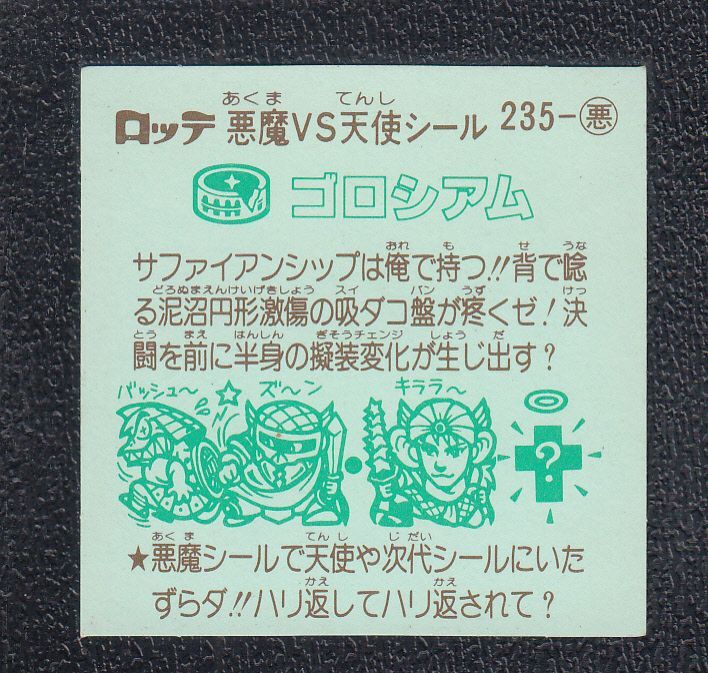 ロッテ 悪魔VS天使シール 235-悪
あくま てんし
ゴロシアム
サファイアンシップは俺で持つ!!背で唸
おれ も せ うな
る泥沼円形激傷の吸ダコ盤が疼くゼ!決
どろぬまえんけいげきしょう スイ バン うず けっ
闘を前に半身の擬装変化が生じ出す?
とう まえ はんしん ぎそうチェンジ しょう だ
バッシュ〜 ☆ ズ〜ン キララ〜
?
★悪魔シールで天使や次代シールにいた
あくま てんし じだい
ずらダ!!ハリ返してハリ返されて?
かえ かえ